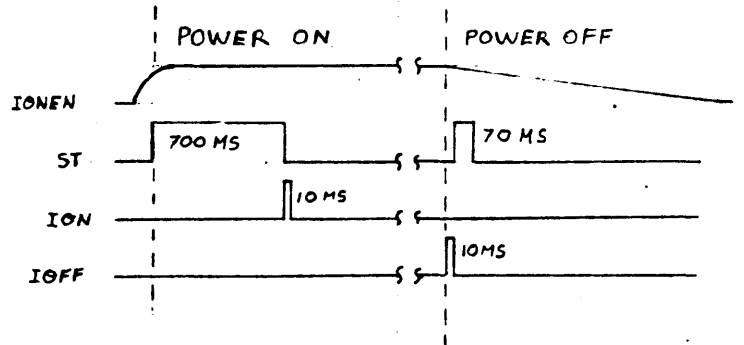 POWER ON
POWER OFF
IONEN
700 MS
70 MS
ST
10 MS
ION
10MS
IOFF